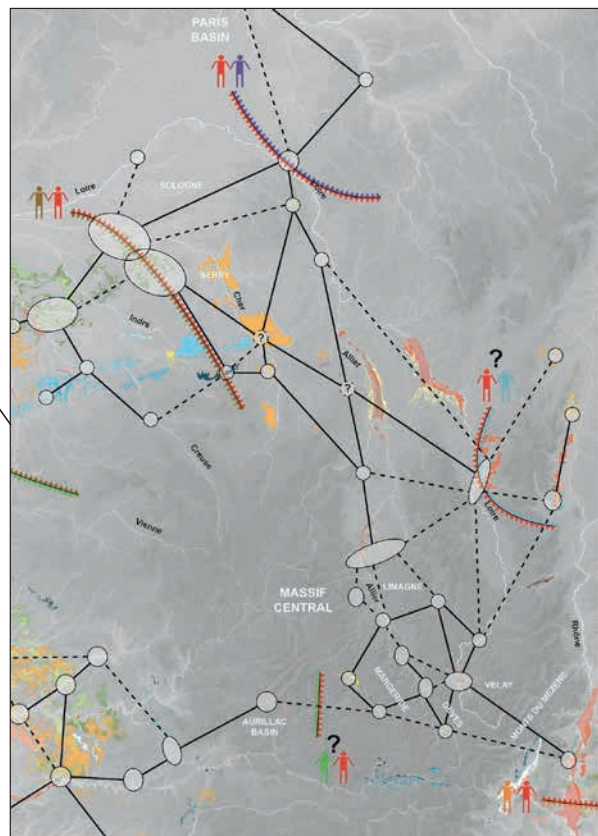 PARIS
BASIN
Loire
SOLOGNE
Loire
BERRY
Cher
?
Indre
Allier
?
?
Creuse
Loire
Vienne
LIMAGNE
MASSIF
CENTRAL
Allier
Rhône
MARGERIDE
VELAY
DEVES
MONTS DU MEZENC
AURILLAC
BASIN
?